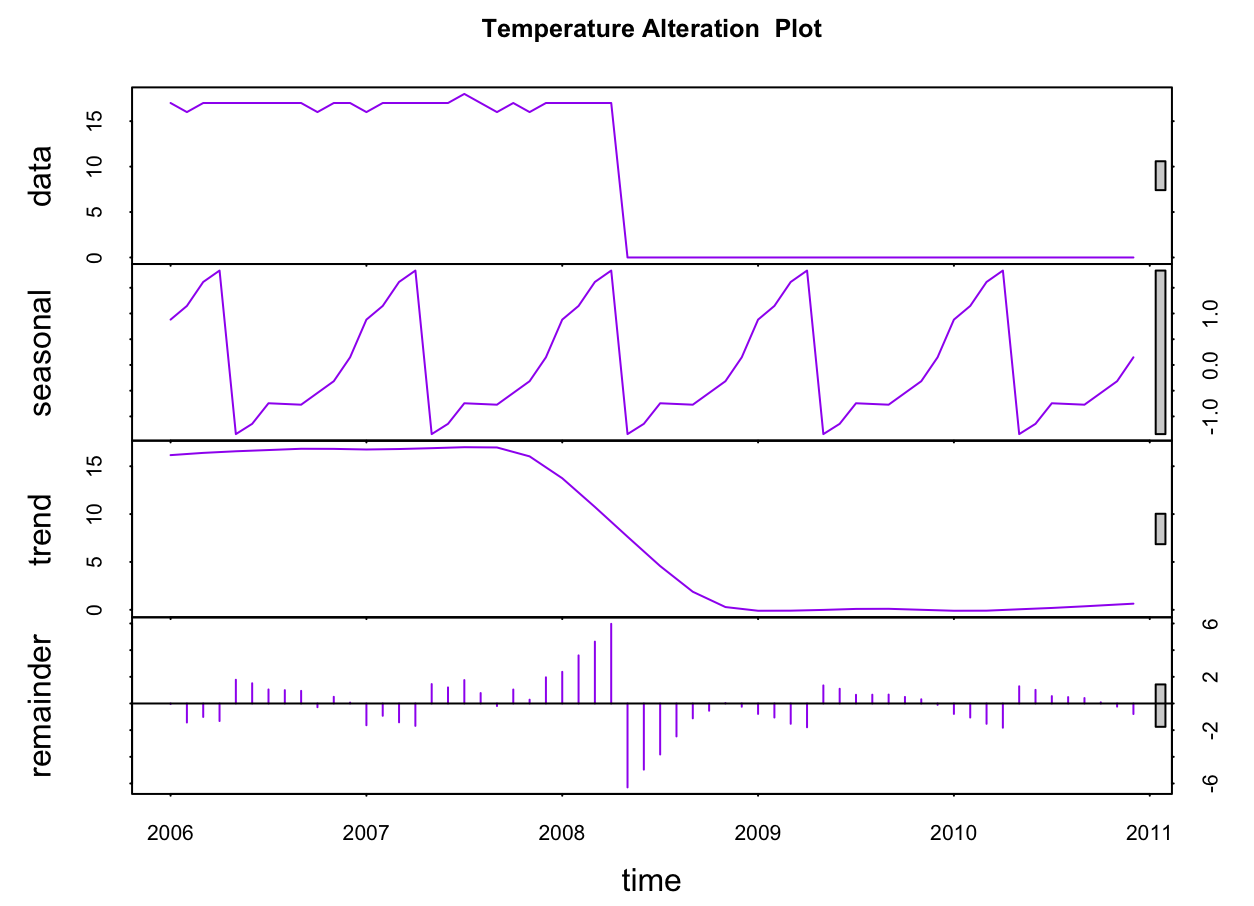 Temperature Alteration  Plot
data
0 5 10 15
seasonal
-1.0 0.0 1.0
trend
0 5 10 15
remainder
-6 -2 2 6
2006 2007 2008 2009 2010 2011
time